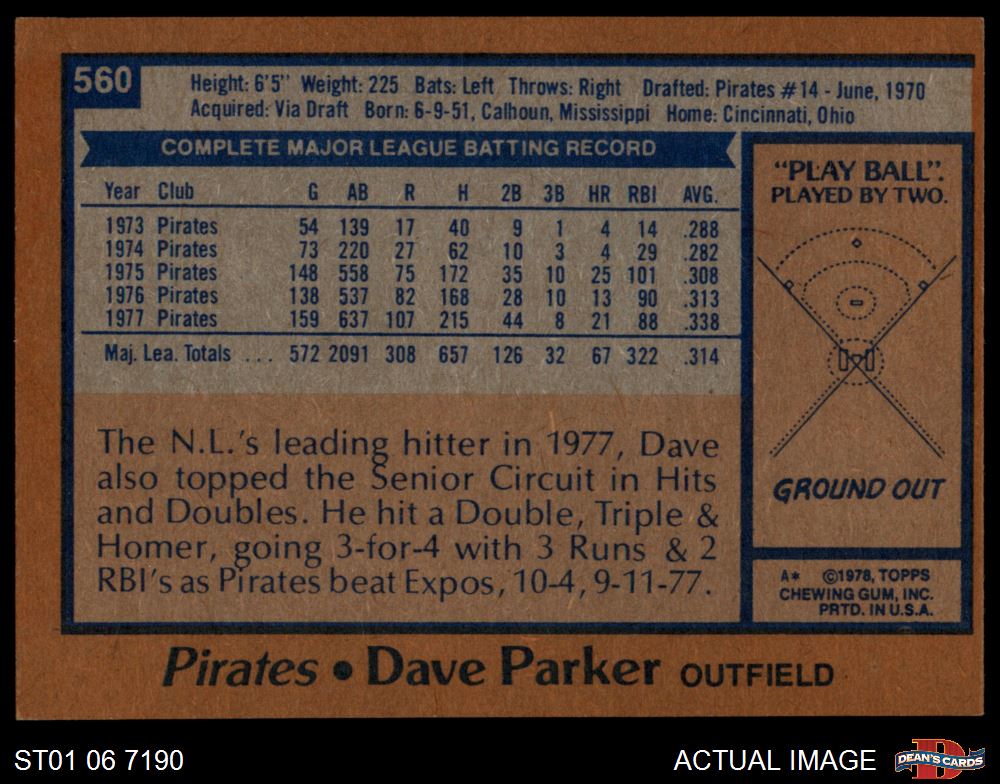 560
Height: 6'5" Weight: 225 Bats: Left Throws: Right Drafted: Pirates #14 - June, 1970
Acquired: Via Draft Born: 6-9-51, Calhoun, Mississippi Home: Cincinnati, Ohio
COMPLETE MAJOR LEAGUE BATTING RECORD
Year Club G AB R H 2B 3B HR RBI AVG.
1973 Pirates 54 139 17 40 9 1 4 14 .288
1974 Pirates 73 220 27 62 10 3 4 29 .282
1975 Pirates 148 558 75 172 35 10 25 101 .308
1976 Pirates 138 537 82 168 28 10 13 90 .313
1977 Pirates 159 637 107 215 44 8 21 88 .338
Maj. Lea. Totals ... 572 2091 308 657 126 32 67 322 .314
The N.L.'s leading hitter in 1977, Dave
also topped the Senior Circuit in Hits
and Doubles. He hit a Double, Triple &
Homer, going 3-for-4 with 3 Runs & 2
RBI's as Pirates beat Expos, 10-4, 9-11-77.
"PLAY BALL".
PLAYED BY TWO.
GROUND OUT
A* ©1978, TOPPS
CHEWING GUM, INC.
PRTD. IN U.S.A.
Pirates • Dave Parker OUTFIELD
ST01 06 7190
ACTUAL IMAGE
D
DEAN'S CARDS